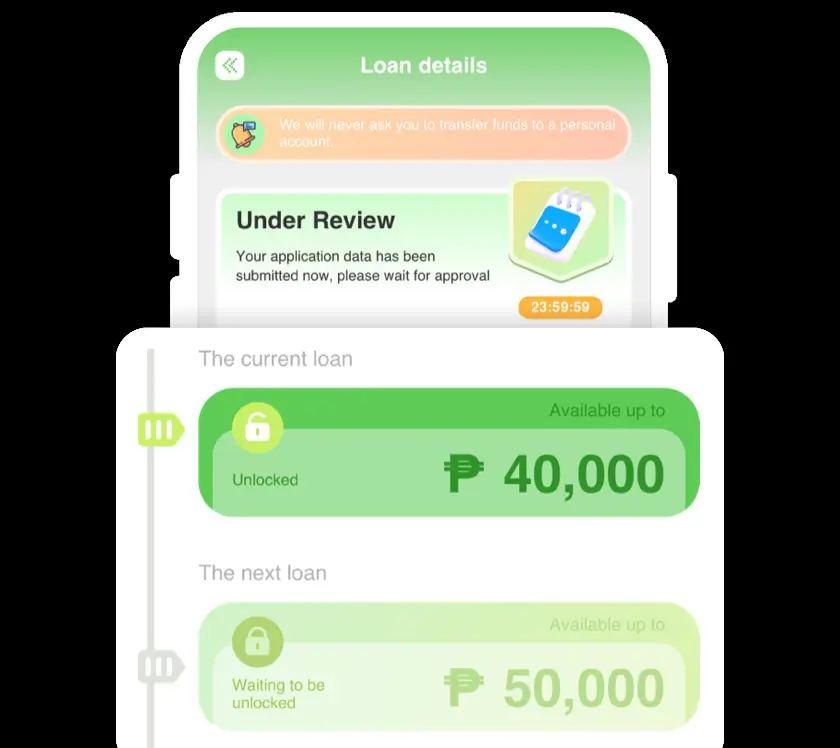 Loan details
We will never ask you to transfer funds to a personal
account.
Under Review
Your application data has been
submitted now, please wait for approval
23:59:59
The current loan
Available up to
Unlocked
₱ 40,000
The next loan
Available up to
Waiting to be
unlocked
₱ 50,000